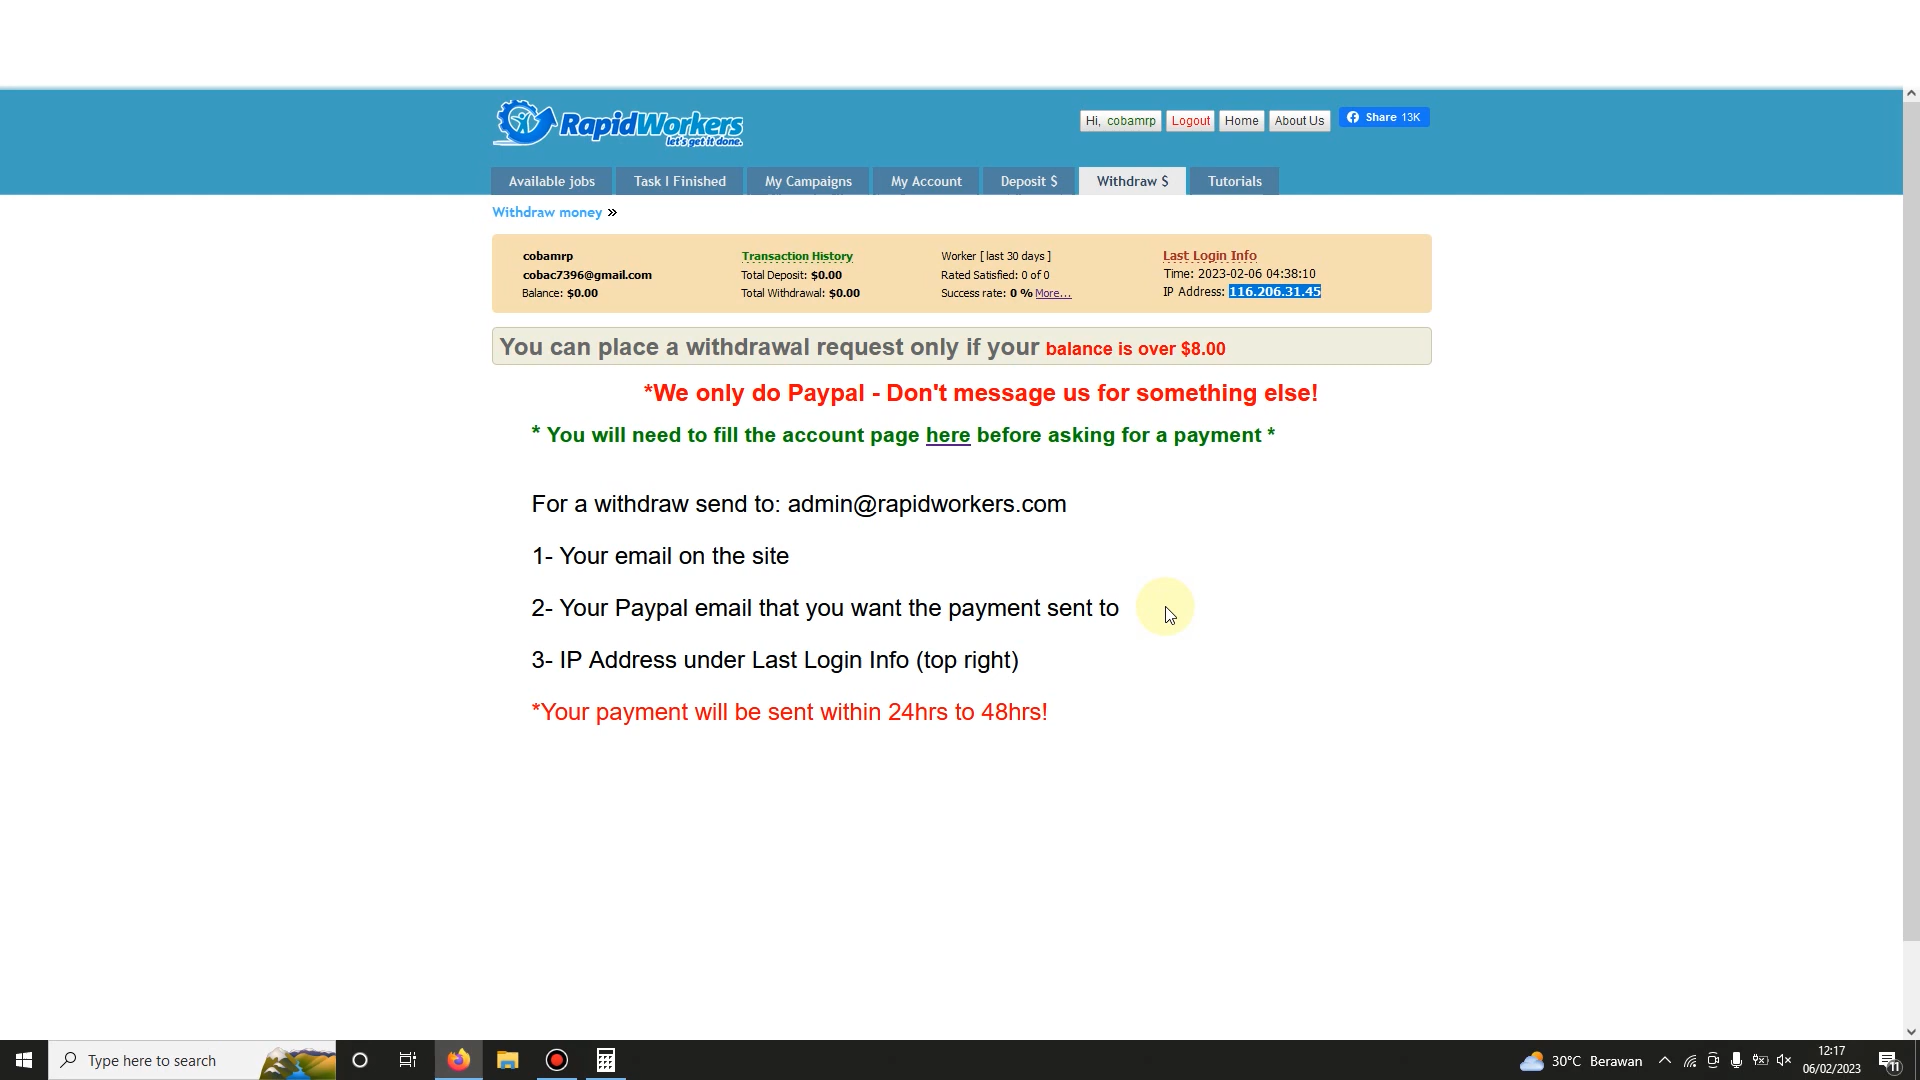 RapidWorkers
let's get it done.
Hi, cobamrp
Logout
Home
About Us
Share 13K
Available jobs
Task I Finished
My Campaigns
My Account
Deposit $
Withdraw $
Tutorials
Withdraw money »
cobamrp
cobac7396@gmail.com
Balance: $0.00
Transaction History
Total Deposit: $0.00
Total Withdrawal: $0.00
Worker [ last 30 days ]
Rated Satisfied: 0 of 0
Success rate: 0 % More...
Last Login Info
Time: 2023-02-06 04:38:10
IP Address: 116.206.31.45
You can place a withdrawal request only if your balance is over $8.00
*We only do Paypal - Don't message us for something else!
* You will need to fill the account page here before asking for a payment *
For a withdraw send to: admin@rapidworkers.com
1- Your email on the site
2- Your Paypal email that you want the payment sent to
3- IP Address under Last Login Info (top right)
*Your payment will be sent within 24hrs to 48hrs!
Type here to search
30°C Berawan
12:17
06/02/2023
11